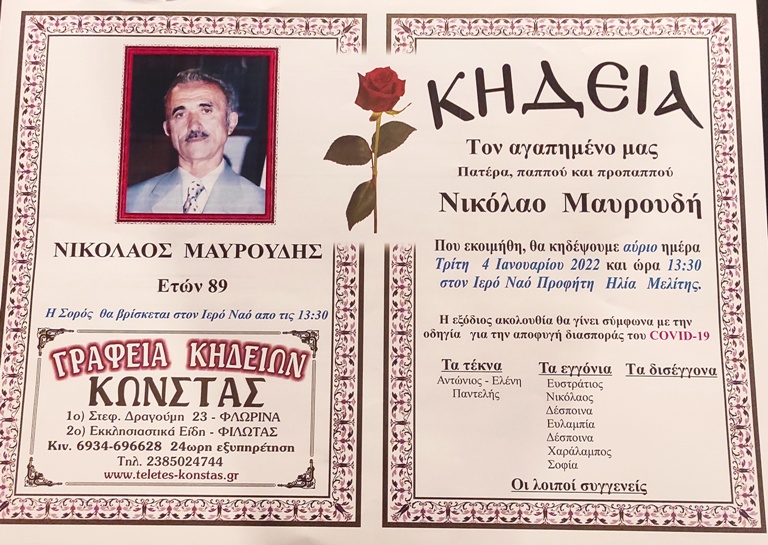 ΝΙΚΟΛΑΟΣ ΜΑΥΡΟΥΔΗΣ
Ετών 89
Η Σορός θα βρίσκεται στον Ιερό Ναό απο τις 13:30
ΓΡΑΦΕΙΑ ΚΗΔΕΙΩΝ
ΚΩΝΣΤΑΣ
1ο) Στεφ. Δραγούμη 23 - ΦΛΩΡΙΝΑ
2ο) Εκκλησιαστικά Είδη - ΦΙΛΩΤΑΣ
Κιν. 6934-696628 24ωρη εξυπηρέτηση
Τηλ. 2385024744
www.teletes-konstas.gr
ΚΗΔΕΙΑ
Τον αγαπημένο μας
Πατέρα, παππού και προπαππού
Νικόλαο Μαυρουδή
Που εκοιμήθη, θα κηδέψουμε αύριο ημέρα
Τρίτη 4 Ιανουαρίου 2022 και ώρα 13:30
στον Ιερό Ναό Προφήτη Ηλία Μελίτης.
Η εξόδιος ακολουθία θα γίνει σύμφωνα με την
οδηγία για την αποφυγή διασποράς του COVID-19
Τα τέκνα
Αντώνιος - Ελένη
Παντελής
Τα εγγόνια
Ευστράτιος
Νικόλαος
Δέσποινα
Ευλαμπία
Δέσποινα
Χαράλαμπος
Σοφία
Τα δισέγγονα
Οι λοιποί συγγενείς